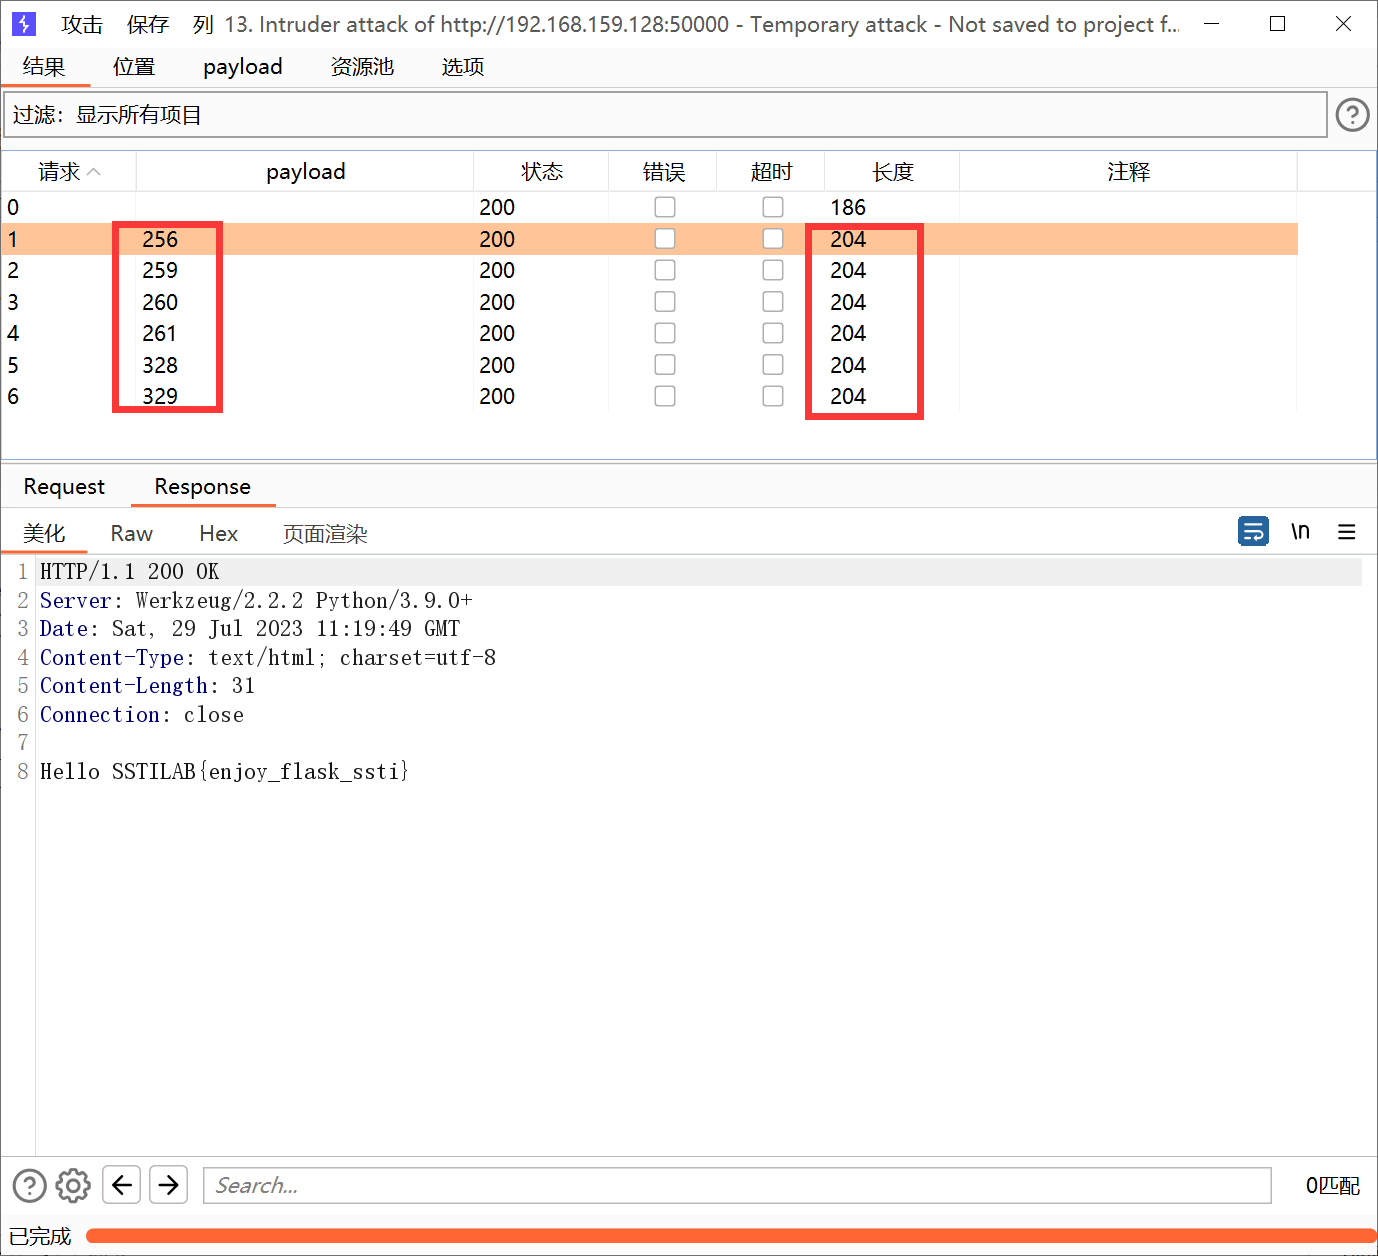 攻击 保存 列 13. Intruder attack of http://192.168.159.128:50000 - Temporary attack - Not saved to project f...
结果 位置 payload 资源池 选项
过滤：显示所有项目
请求 payload 状态 错误 超时 长度 注释
0 200 186
1 256 200 204
2 259 200 204
3 260 200 204
4 261 200 204
5 328 200 204
6 329 200 204
Request Response
美化 Raw Hex 页面渲染 \n
1 HTTP/1.1 200 OK
2 Server: Werkzeug/2.2.2 Python/3.9.0+
3 Date: Sat, 29 Jul 2023 11:19:49 GMT
4 Content-Type: text/html; charset=utf-8
5 Content-Length: 31
6 Connection: close
7
8 Hello SSTILAB{enjoy_flask_ssti}
Search... 0匹配
已完成